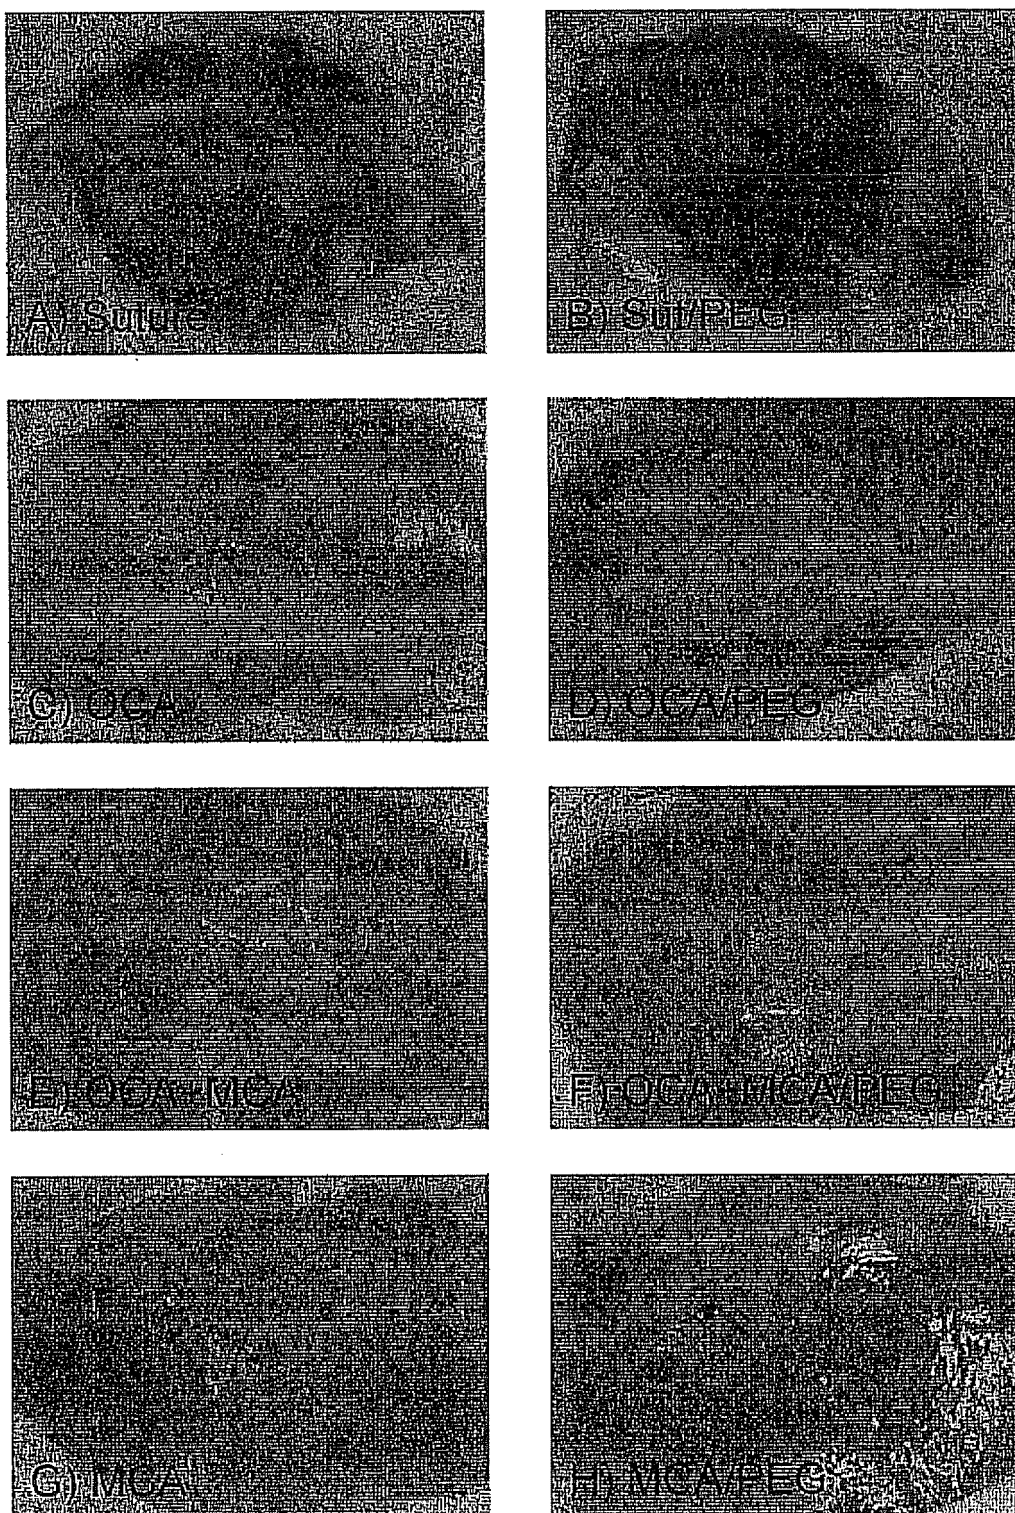 A) Suture
B) Sut/PEG
C) OCA
D) OCA/PEG
E) OCA+MCA
F) OCA+MCA/PEG
G) MCA
H) MCA/PEG